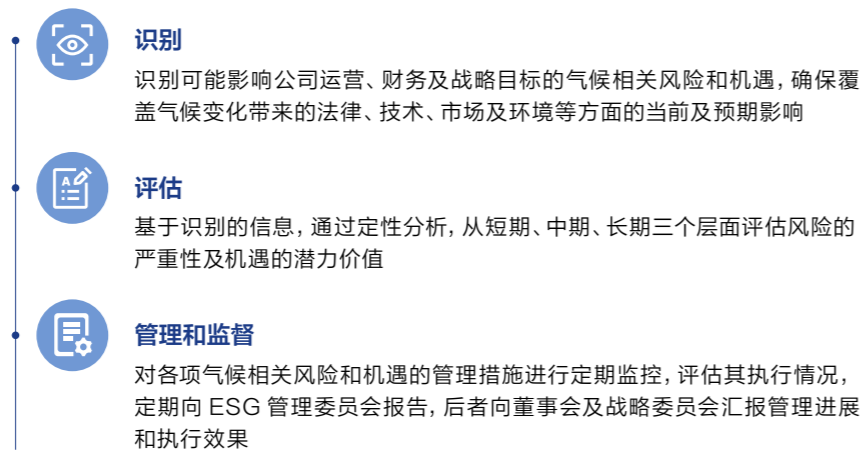 识别
识别可能影响公司运营、财务及战略目标的气候相关风险和机遇，确保覆
盖气候变化带来的法律、技术、市场及环境等方面的当前及预期影响
A
评估
基于识别的信息，通过定性分析，从短期、中期、长期三个层面评估风险的
严重性及机遇的潜力价值
管理和监督
对各项气候相关风险和机遇的管理措施进行定期监控，评估其执行情况，
定期向 ESG 管理委员会报告，后者向董事会及战略委员会汇报管理进展
和执行效果